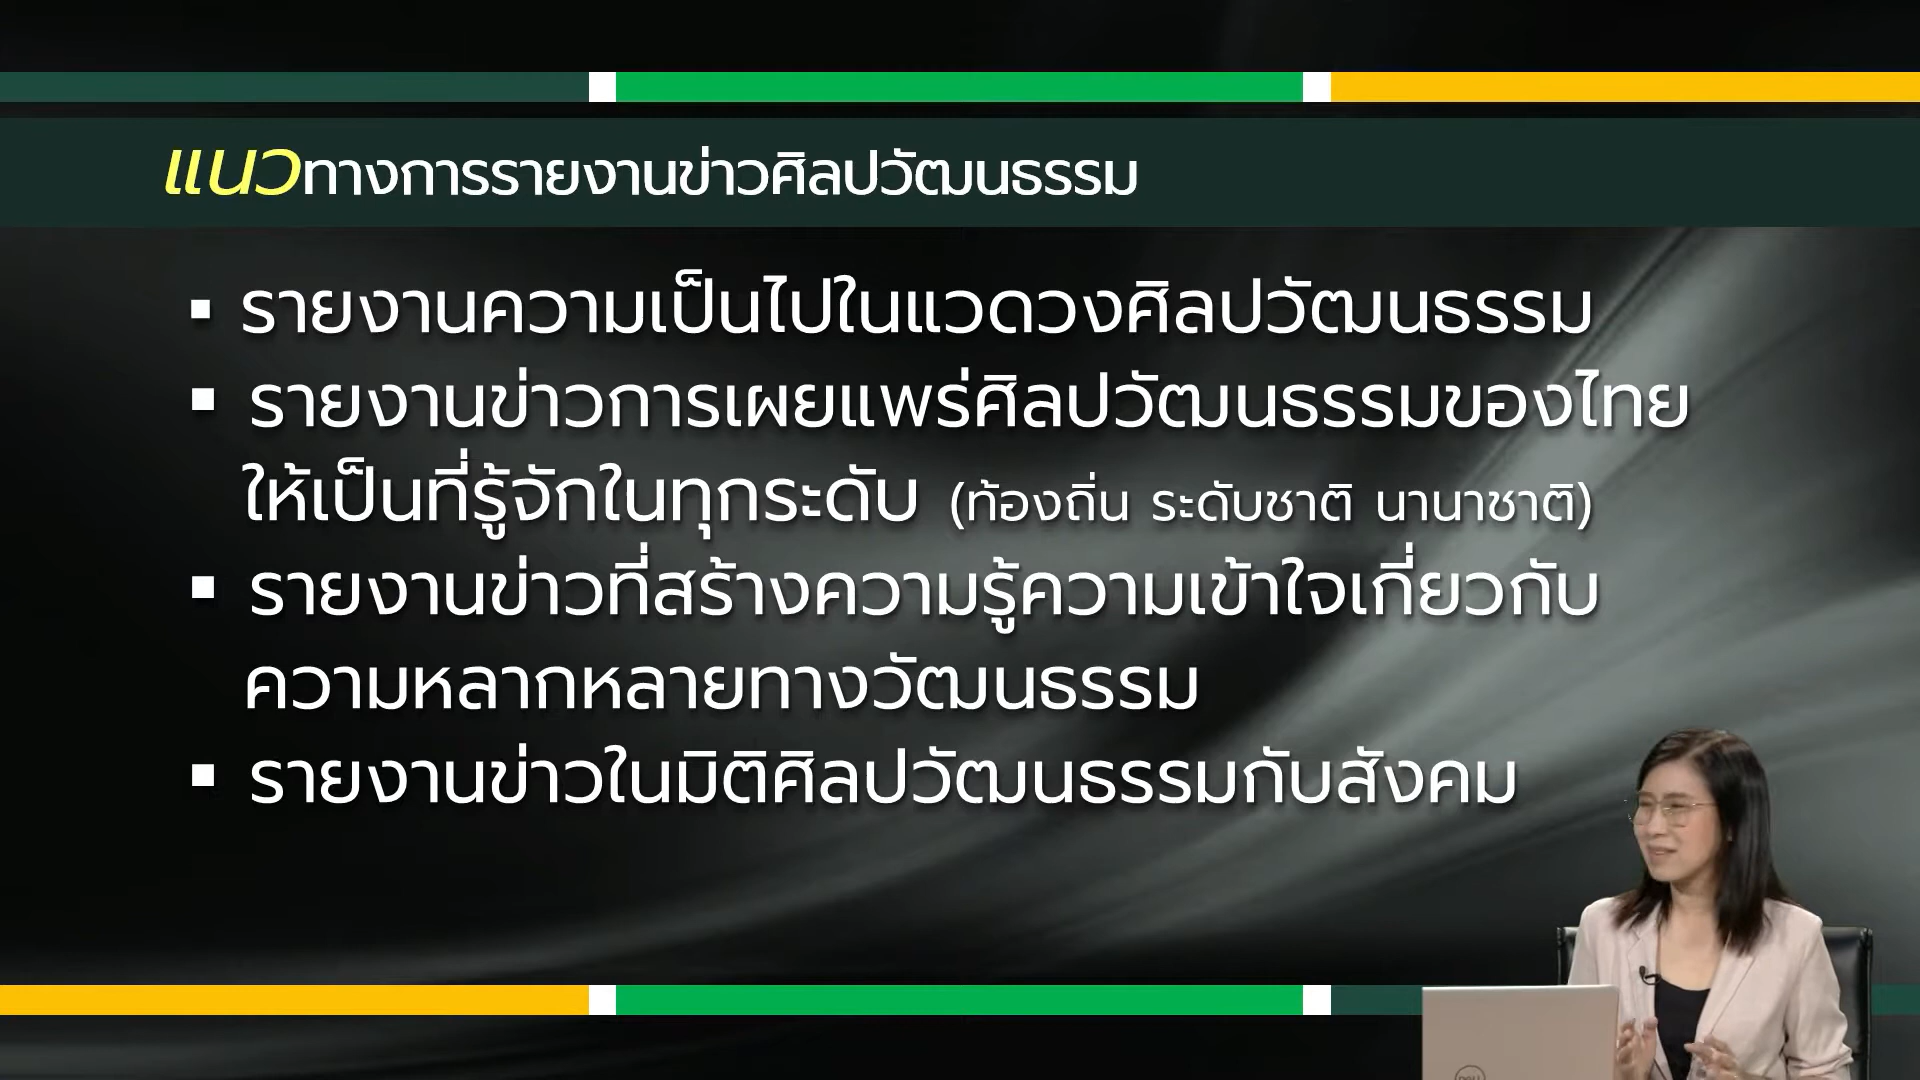 แนวทางการรายงานข่าวศิลปวัฒนธรรม
▪ รายงานความเป็นไปในแวดวงศิลปวัฒนธรรม
▪ รายงานข่าวการเผยแพร่ศิลปวัฒนธรรมของไทย
ให้เป็นที่รู้จักในทุกระดับ (ท้องถิ่น ระดับชาติ นานาชาติ)
▪ รายงานข่าวที่สร้างความรู้ความเข้าใจเกี่ยวกับ
ความหลากหลายทางวัฒนธรรม
▪ รายงานข่าวในมิติศิลปวัฒนธรรมกับสังคม